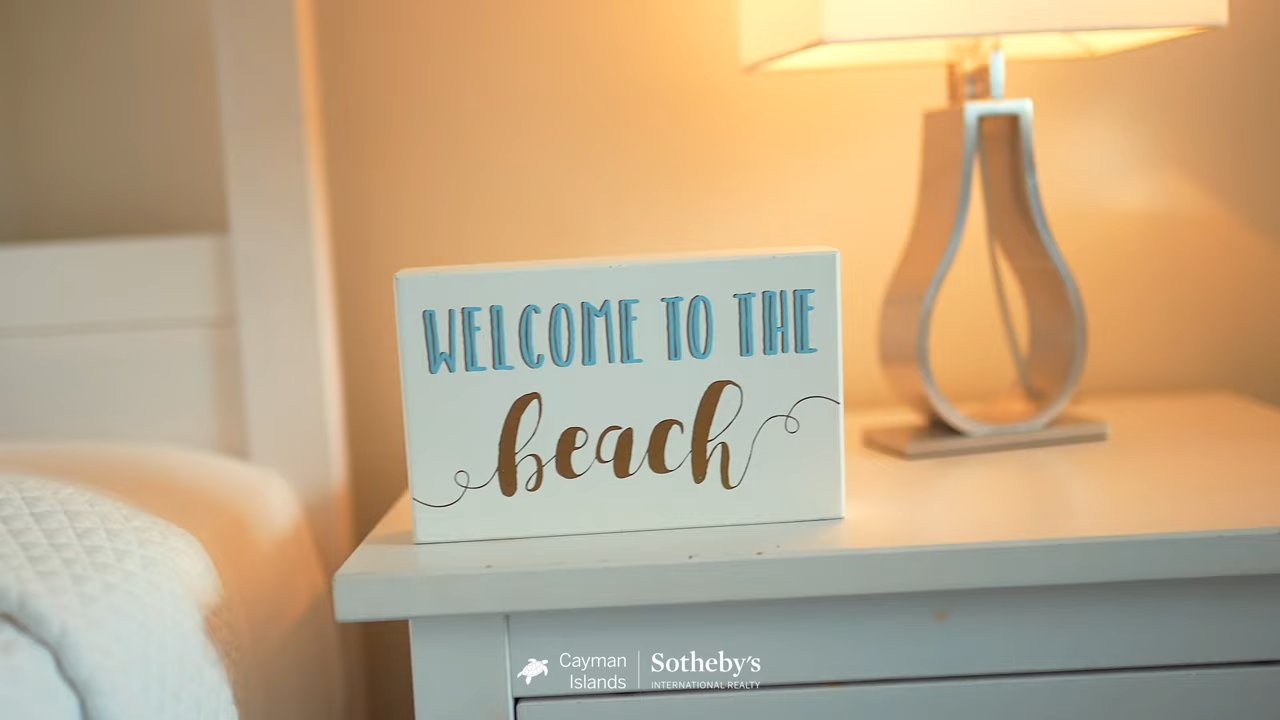 WELCOME TO THE
beach
Cayman Islands
Sotheby's
INTERNATIONAL REALTY